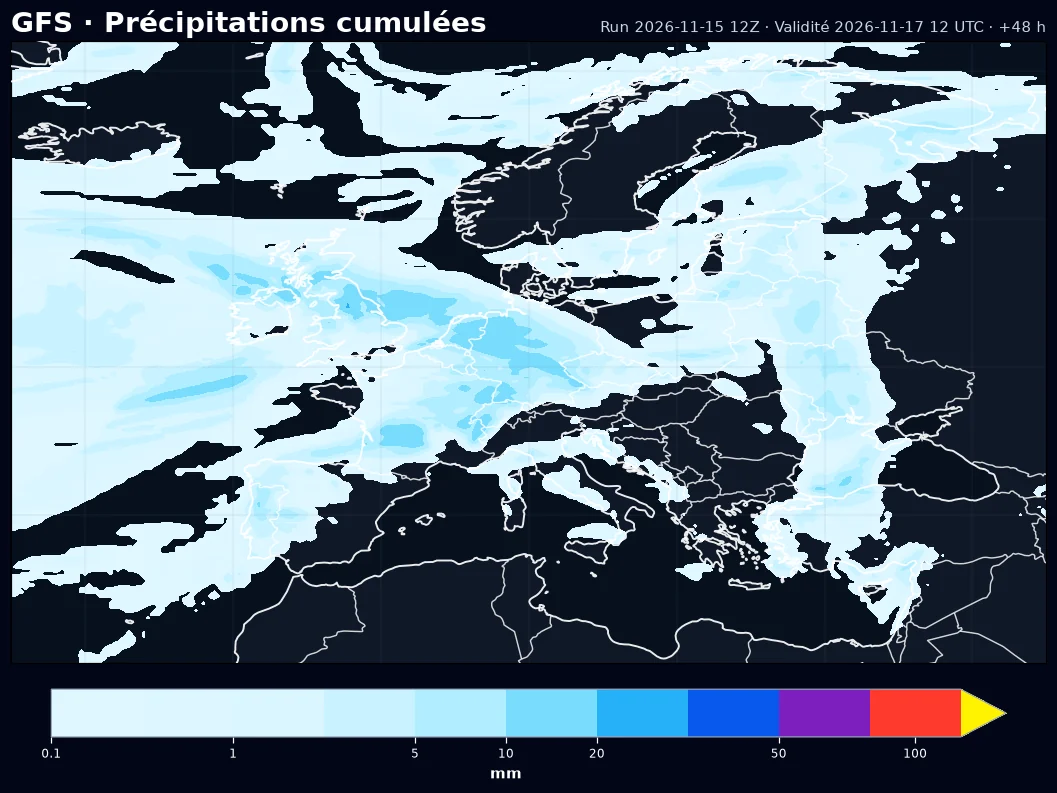 GFS · Précipitations cumulées
Run 2026-11-15 12Z · Validité 2026-11-17 12 UTC · +48 h
0.1 1 5 10 20 50 100
mm